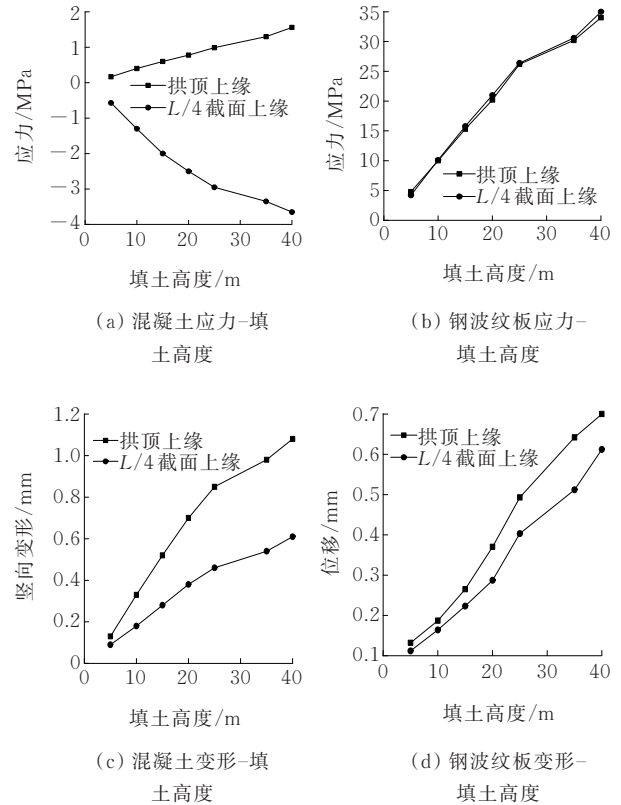 2
1
0
−1
−2
−3
−4
0
10
20
30
40
应力/MPa
拱顶上缘
L/4截面上缘
填土高度/m
(a) 混凝土应力–填
土高度
35
30
25
20
15
10
5
0
0
10
20
30
40
应力/MPa
拱顶上缘
L/4截面上缘
填土高度/m
(b) 钢波纹板应力–
填土高度
1.2
1.0
0.8
0.6
0.4
0.2
0
0
10
20
30
40
竖向变形/mm
拱顶上缘
L/4截面上缘
填土高度/m
(c) 混凝土变形–填
土高度
0.7
0.6
0.5
0.4
0.3
0.2
0.1
0
10
20
30
40
位移/mm
拱顶上缘
L/4截面上缘
填土高度/m
(d) 钢波纹板变形–
填土高度